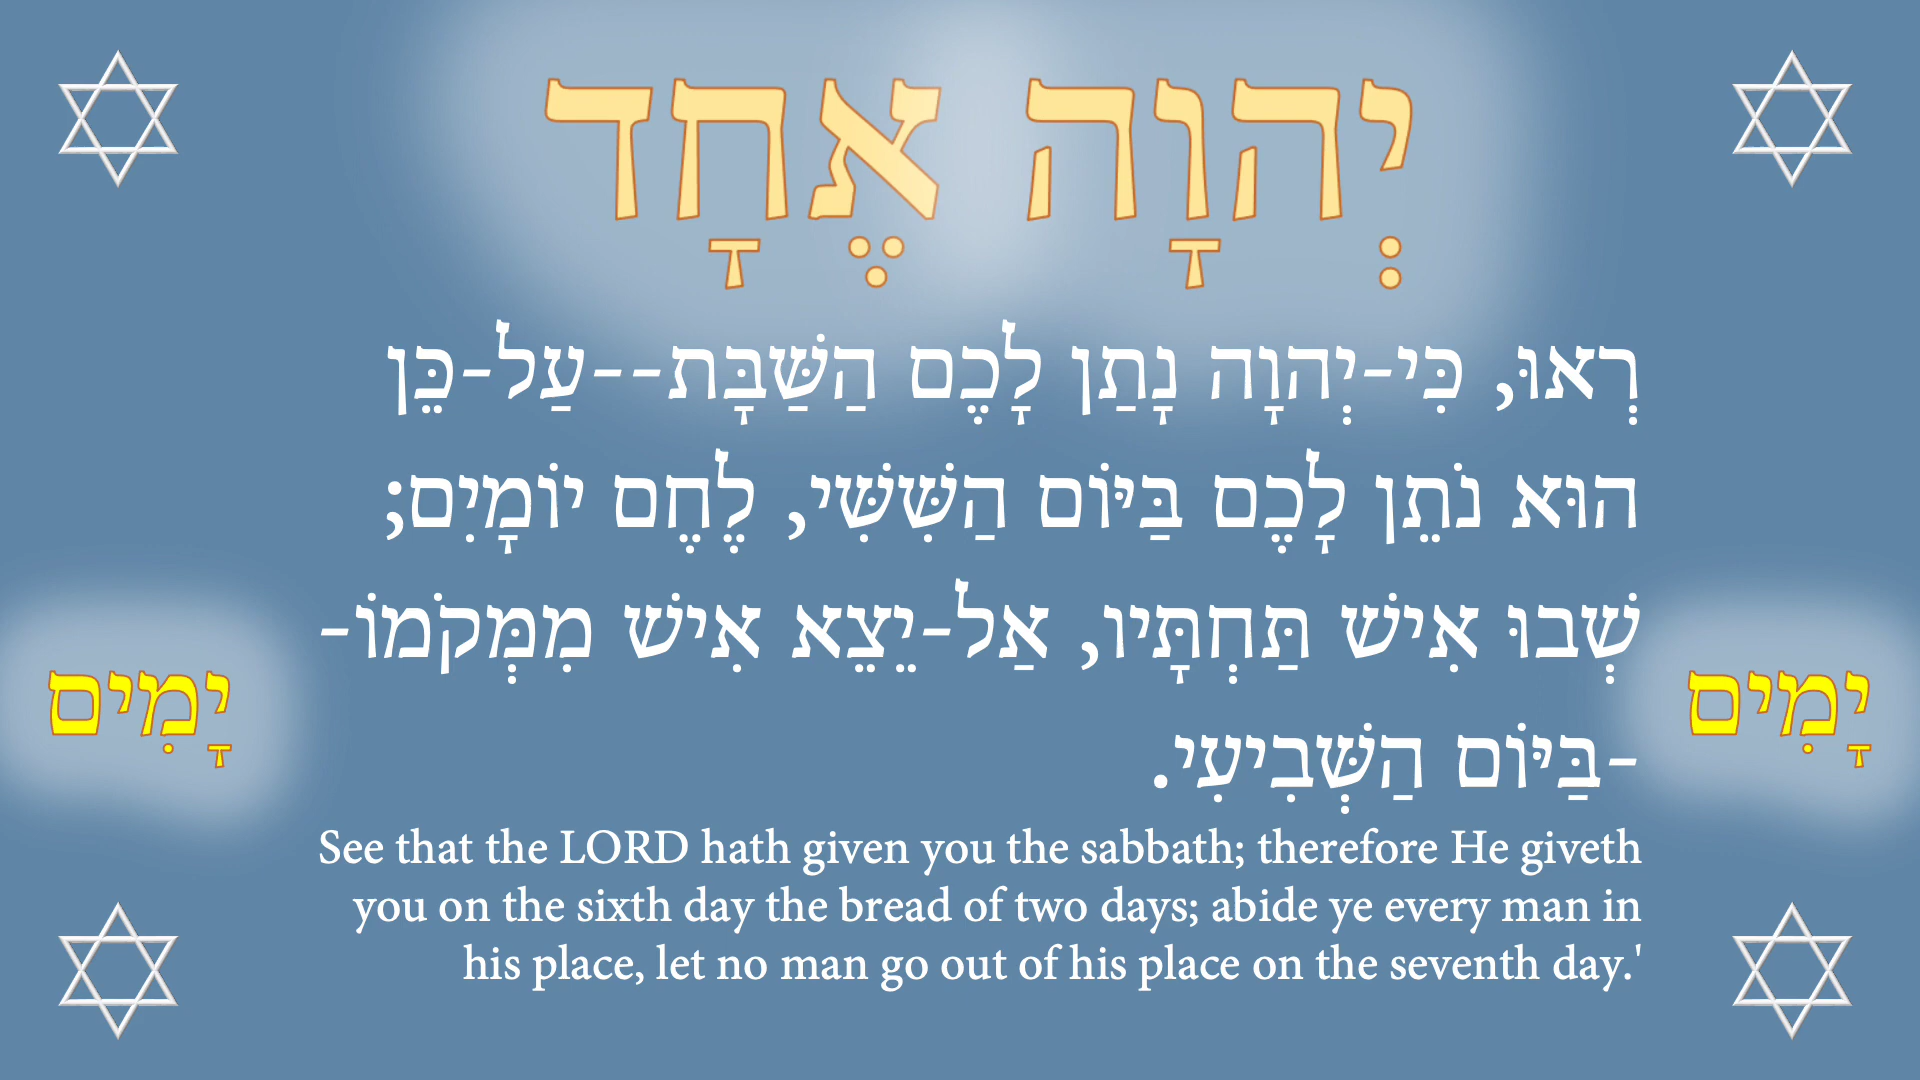 יְהוָה אֶחָד
רְאוּ, כִּי-יְהוָה נָתַן לָכֶם הַשַּׁבָּת--עַל-כֵּן
הוּא נֹתֵן לָכֶם בַּיּוֹם הַשִּׁשִּׁי, לֶחֶם יוֹמָיִם;
שְׁבוּ אִישׁ תַּחְתָּיו, אַל-יֵצֵא אִישׁ מִמְּקֹמוֹ-
-בַּיּוֹם הַשְּׁבִיעִי.
יָמִים
יָמִים
See that the LORD hath given you the sabbath; therefore He giveth
you on the sixth day the bread of two days; abide ye every man in
his place, let no man go out of his place on the seventh day.'